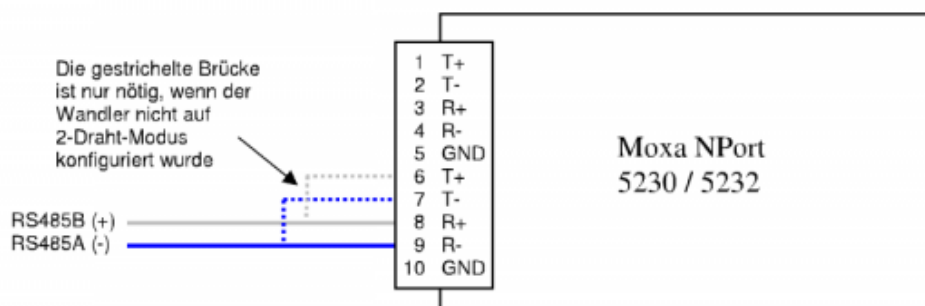 Die gestrichelte Brücke
ist nur nötig, wenn der
Wandler nicht auf
2-Draht-Modus
konfiguriert wurde
RS485B (+)
RS485A (-)
1 T+
2 T-
3 R+
4 R-
5 GND
6 T+
7 T-
8 R+
9 R-
10 GND
Moxa NPort
5230 / 5232